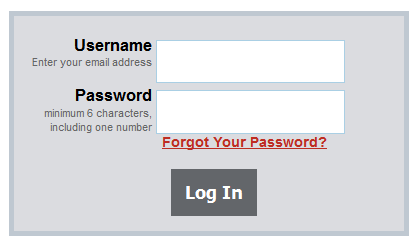 Username
Enter your email address
Password
minimum 6 characters,
including one number
Forgot Your Password?
Log In